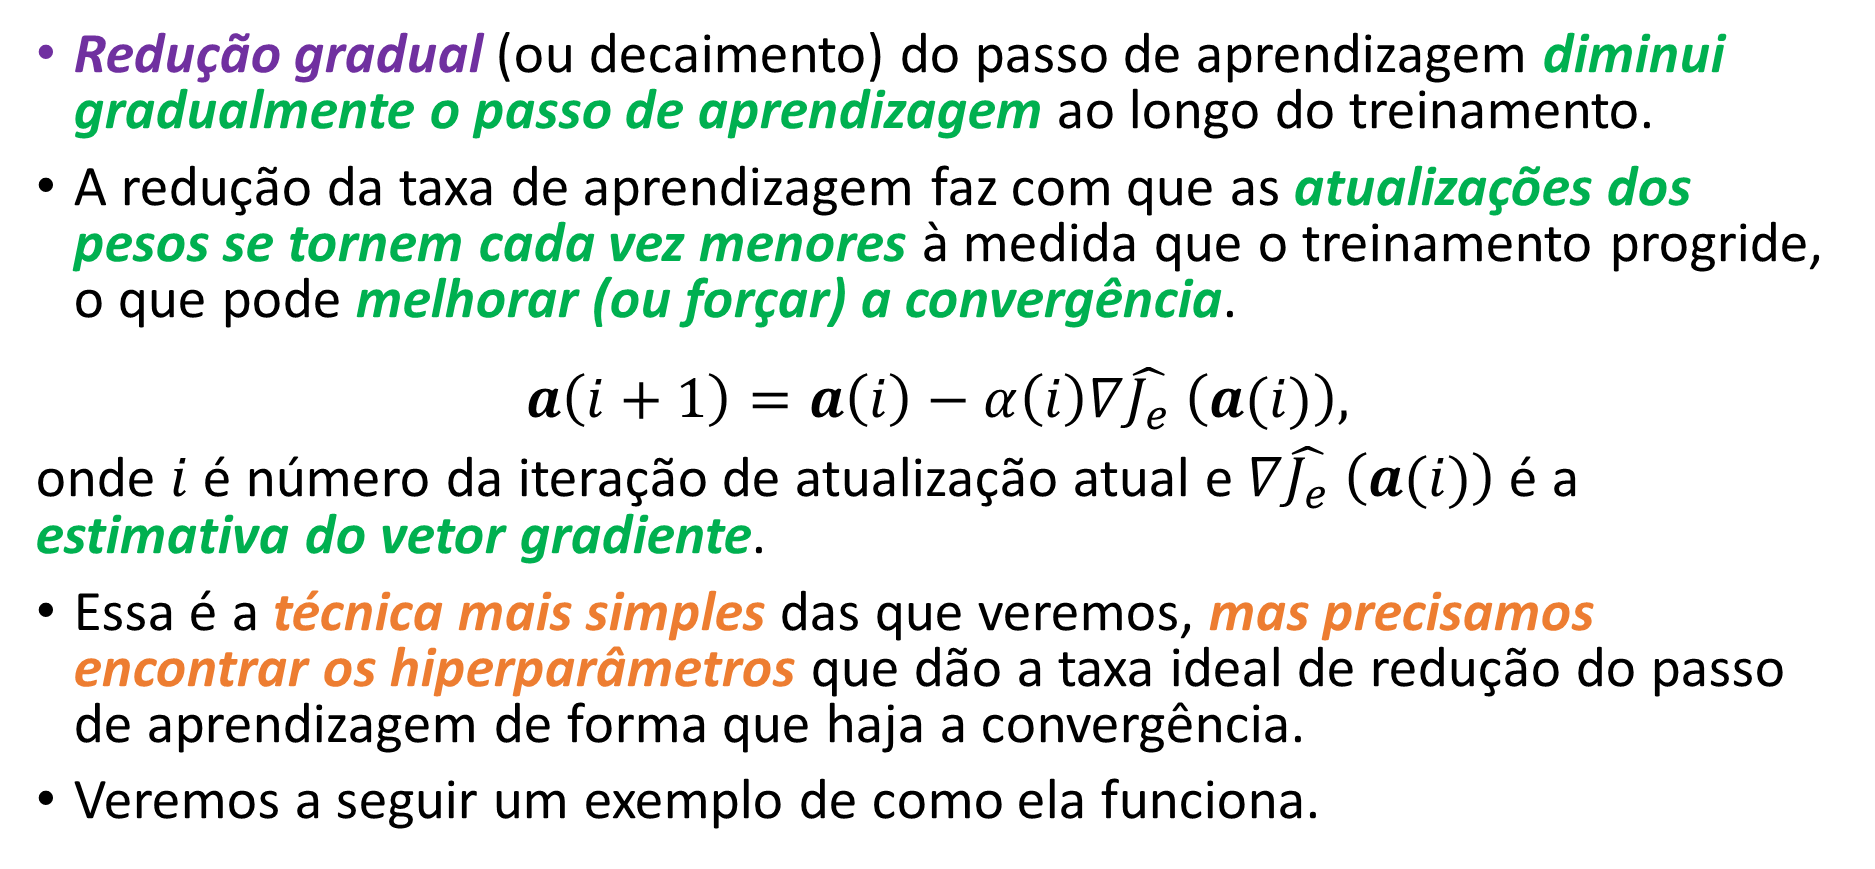 • Redução gradual (ou decaimento) do passo de aprendizagem diminui
gradualmente o passo de aprendizagem ao longo do treinamento.
• A redução da taxa de aprendizagem faz com que as atualizações dos
pesos se tornem cada vez menores à medida que o treinamento progride,
o que pode melhorar (ou forçar) a convergência.
𝒂(𝑖 + 1) = 𝒂(𝑖) − 𝛼(𝑖)∇Ĵₑ (𝒂(𝑖)),
onde 𝑖 é número da iteração de atualização atual e ∇Ĵₑ (𝒂(𝑖)) é a
estimativa do vetor gradiente.
• Essa é a técnica mais simples das que veremos, mas precisamos
encontrar os hiperparâmetros que dão a taxa ideal de redução do passo
de aprendizagem de forma que haja a convergência.
• Veremos a seguir um exemplo de como ela funciona.